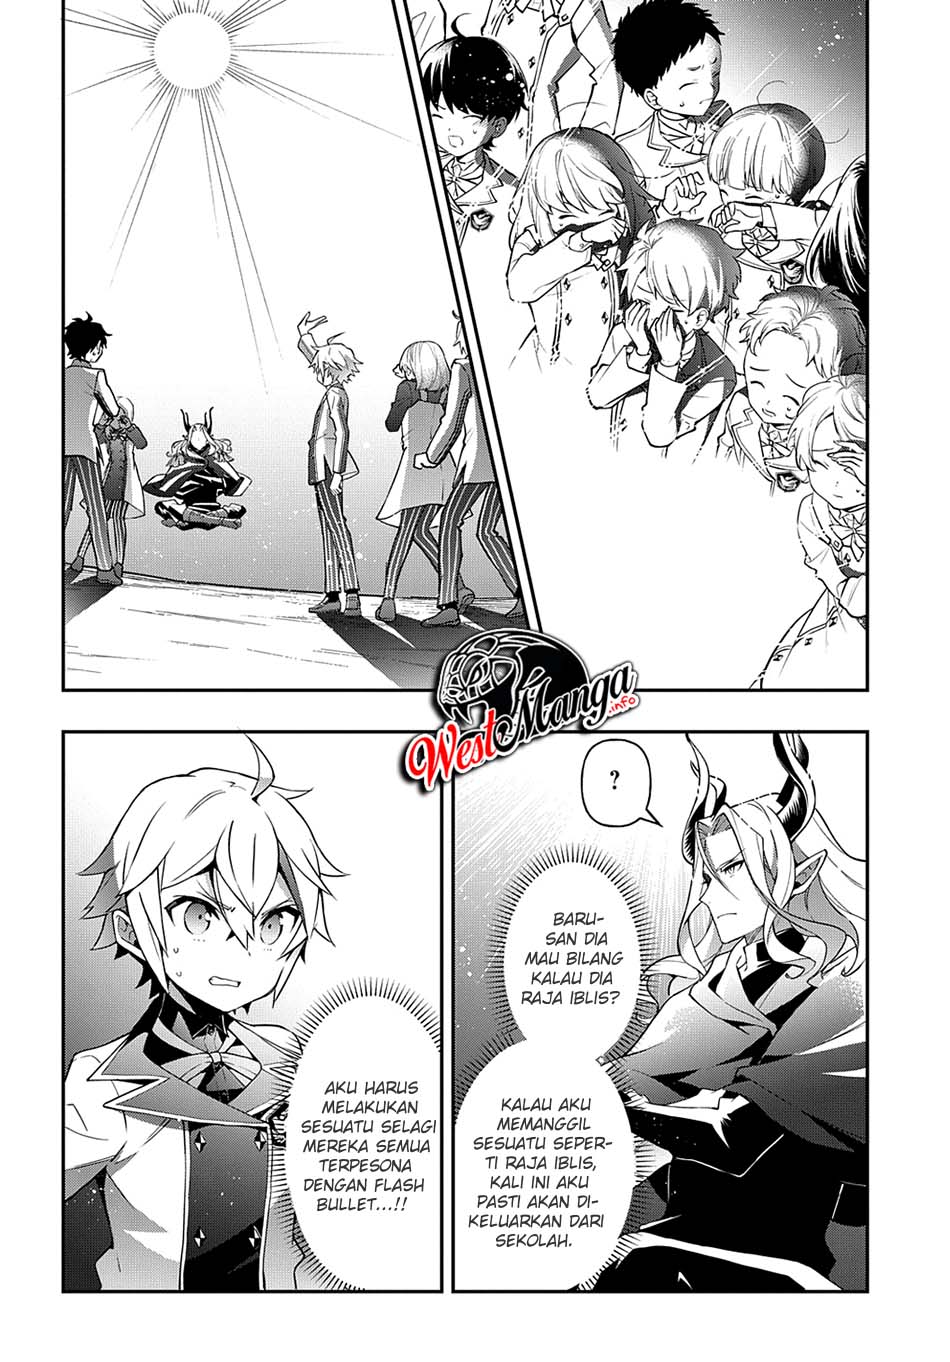 WestManga
.info
?
BARU-
SAN DIA
MAU BILANG
KALAU DIA
RAJA IBLIS?
KALAU AKU
MEMANGGIL
SESUATU SEPER-
TI RAJA IBLIS,
KALI INI AKU
PASTI AKAN DI-
KELUARKAN DARI
SEKOLAH.
AKU HARUS
MELAKUKAN
SESUATU SELAGI
MEREKA SEMUA
TERPESONA
DENGAN FLASH
BULLET...!!